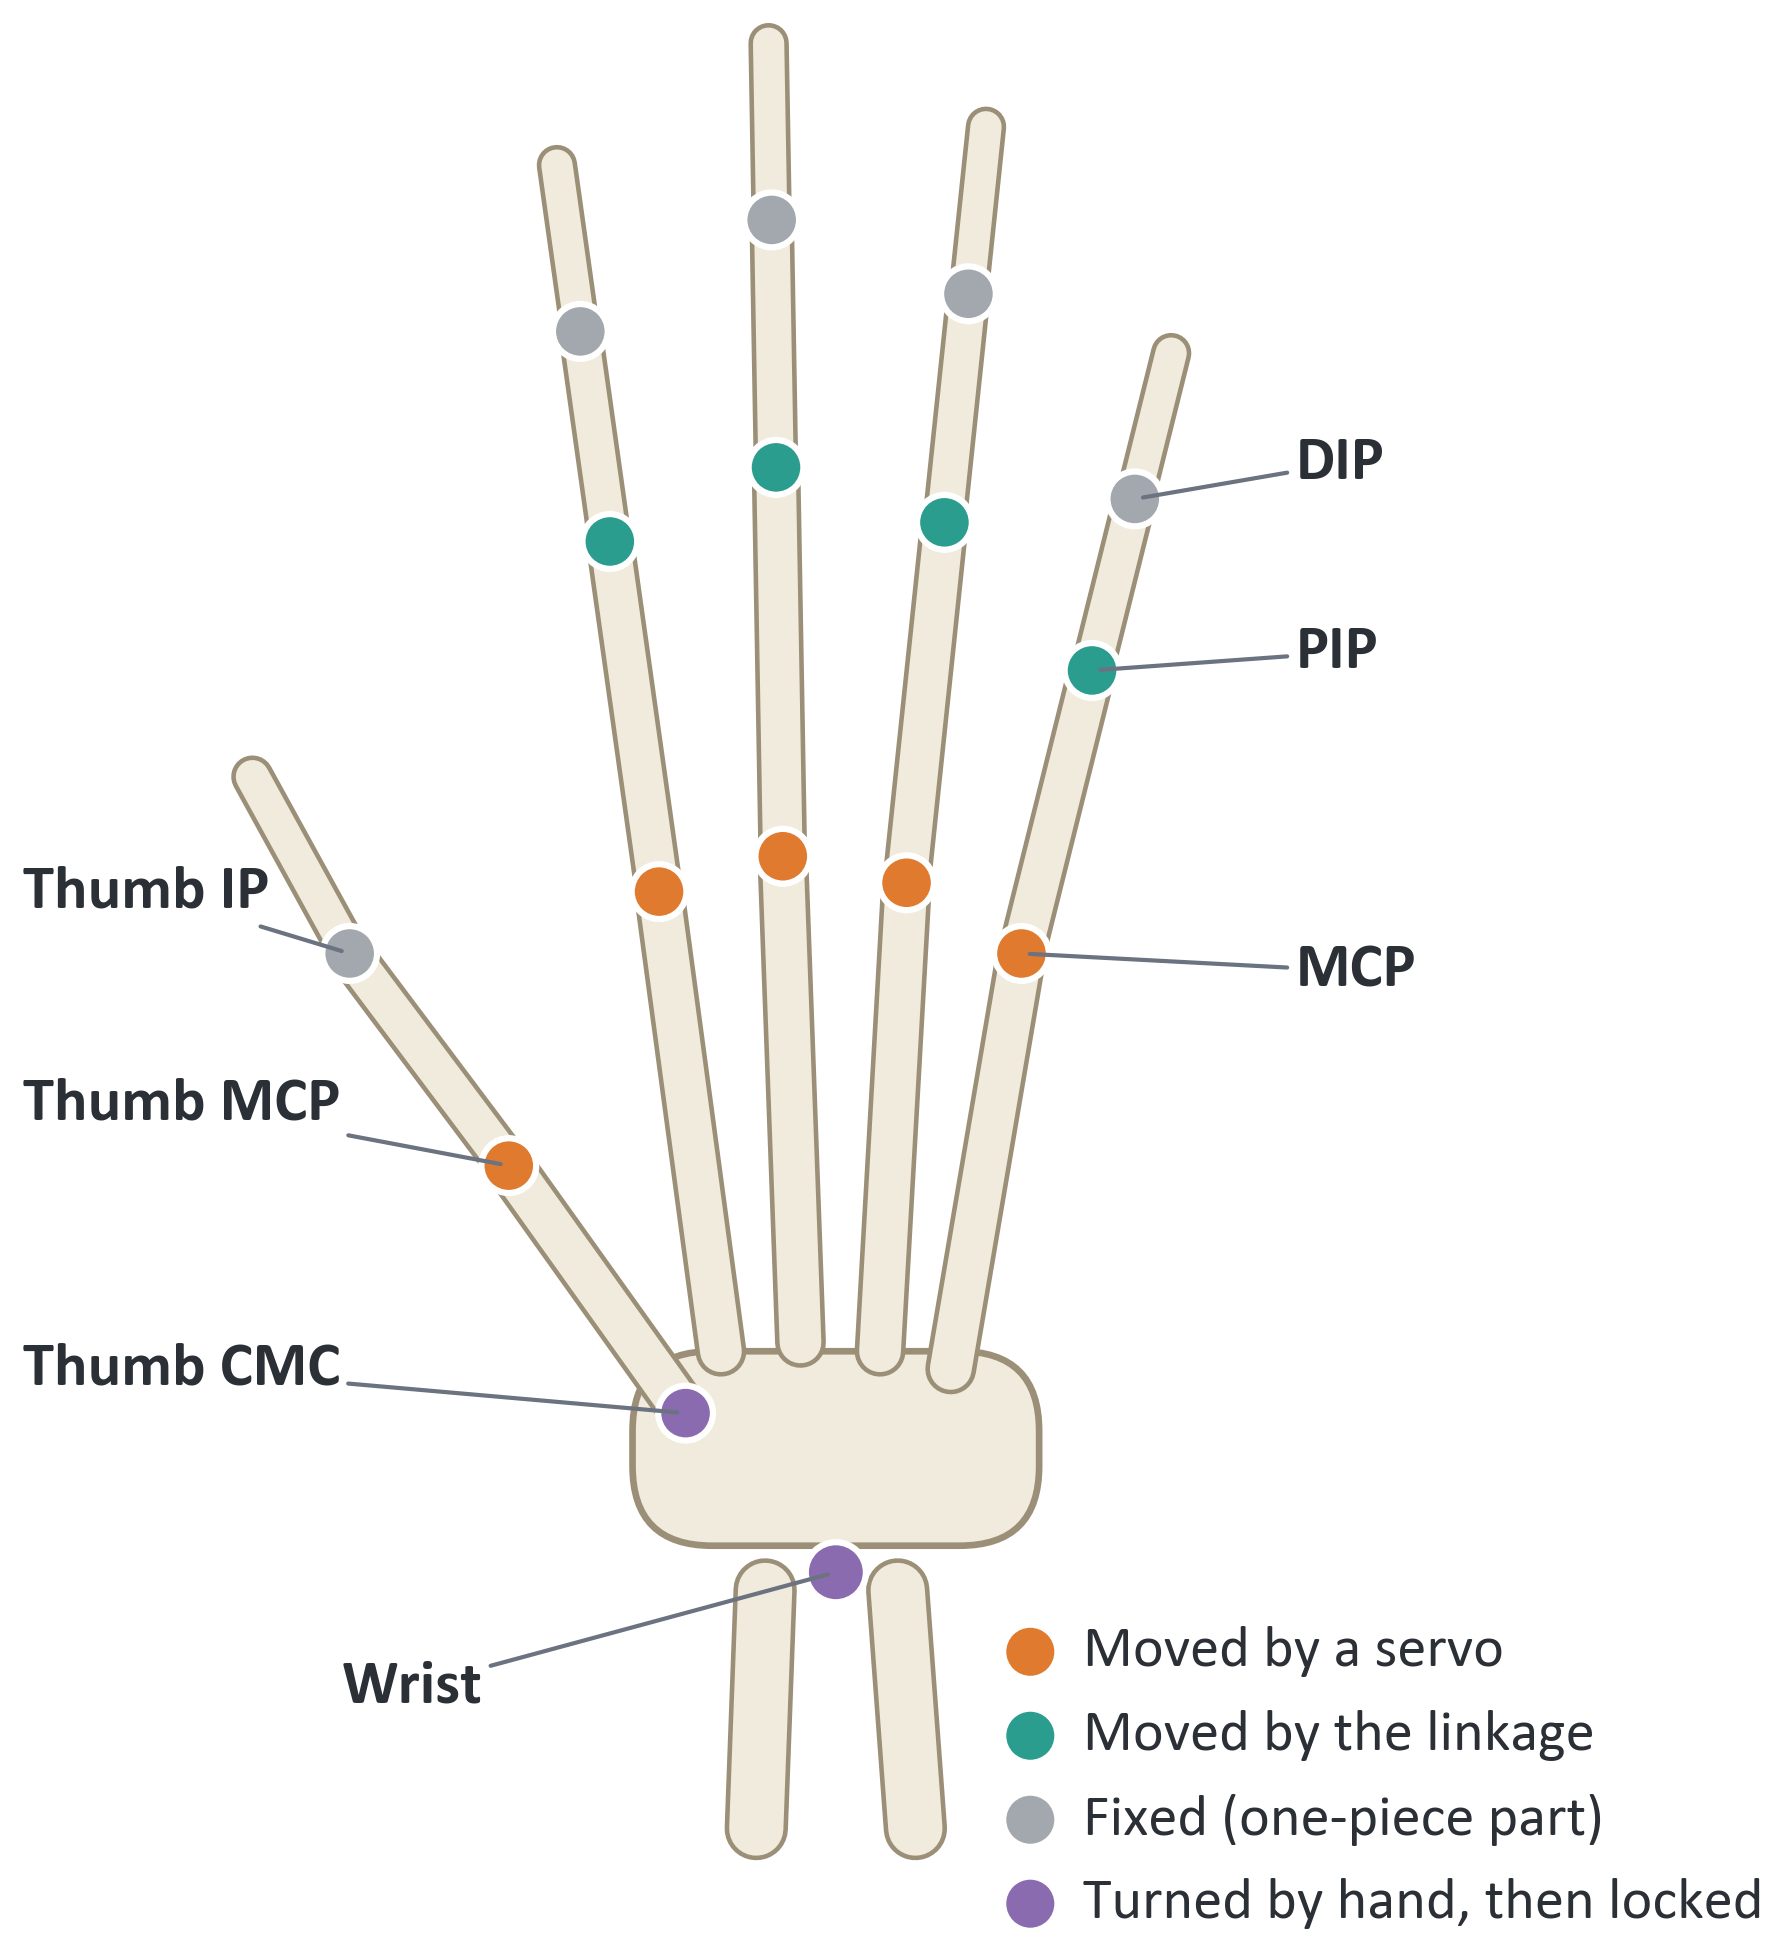 DIP
PIP
Thumb IP
MCP
Thumb MCP
Thumb CMC
Wrist
Moved by a servo
Moved by the linkage
Fixed (one-piece part)
Turned by hand, then locked